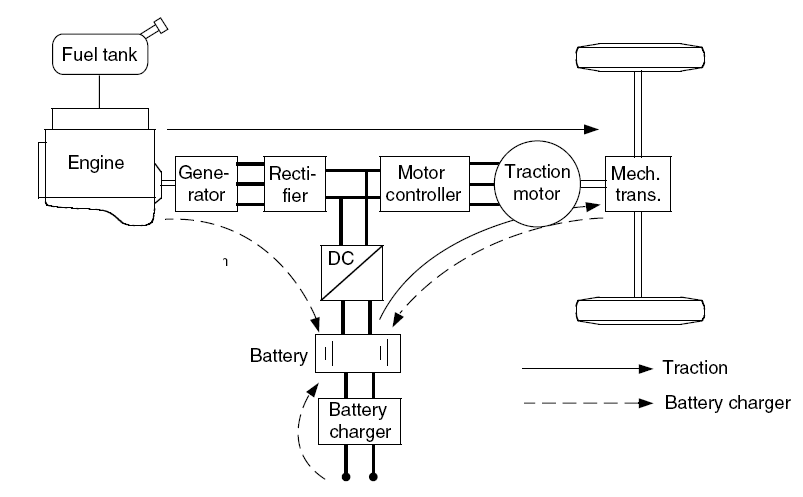 Fuel tank
Engine
Gene-
rator
Recti-
fier
Motor
controller
Traction
motor
Mech.
trans.
DC
Battery
Battery
charger
Traction
Battery charger